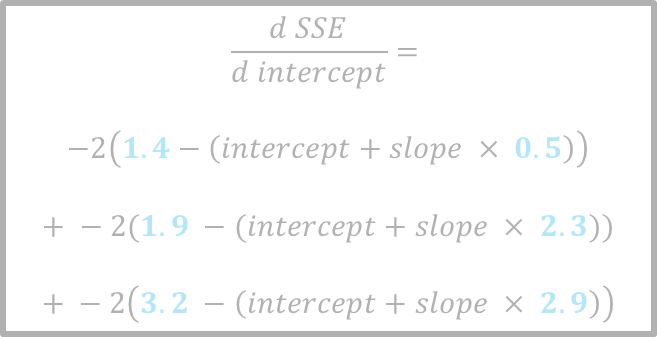 d SSE
d intercept =
−2(1.4 − (intercept + slope × 0.5))
+ − 2(1.9 − (intercept + slope × 2.3))
+ − 2(3.2 − (intercept + slope × 2.9))